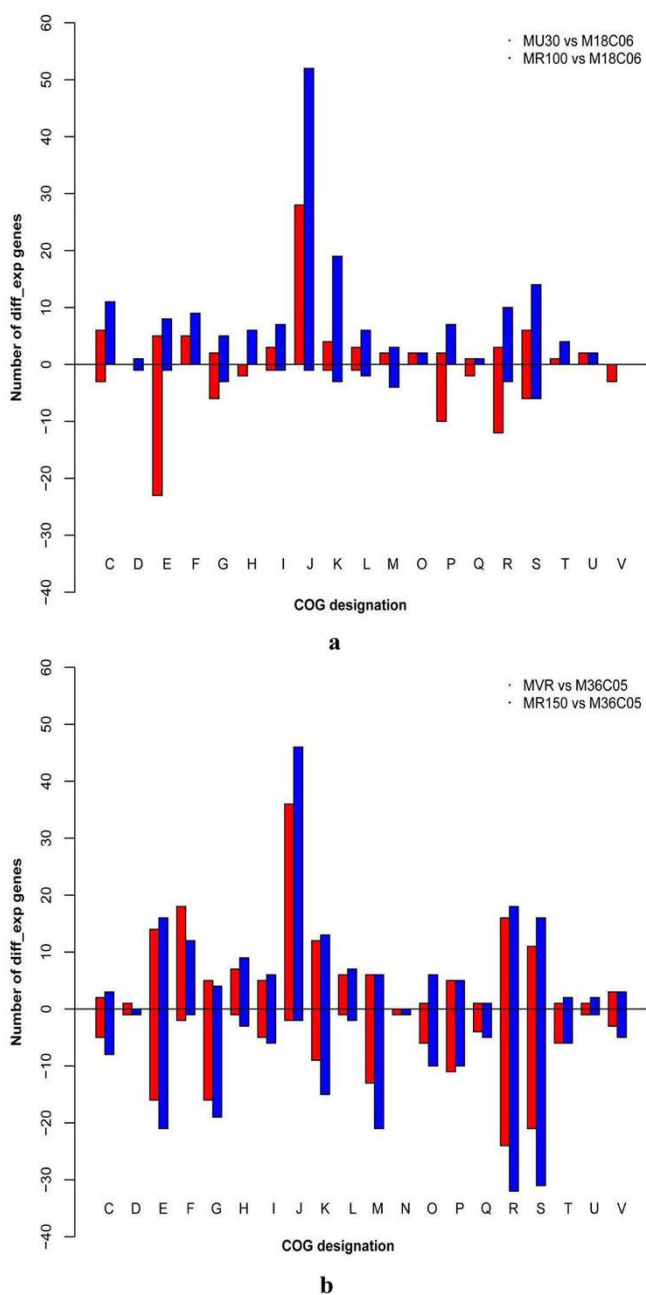 60
MU30 vs M18C06
50
MR100 vs M18C06
40
30
20
10
0
−10
−20
−30
−40
Number of diff_exp genes
C D E F G H I J K L M O P Q R S T U V
COG designation
a
60
MVR vs M36C05
50
MR150 vs M36C05
40
30
20
10
0
−10
−20
−30
−40
Number of diff_exp genes
C D E F G H I J K L M N O P Q R S T U V
COG designation
b